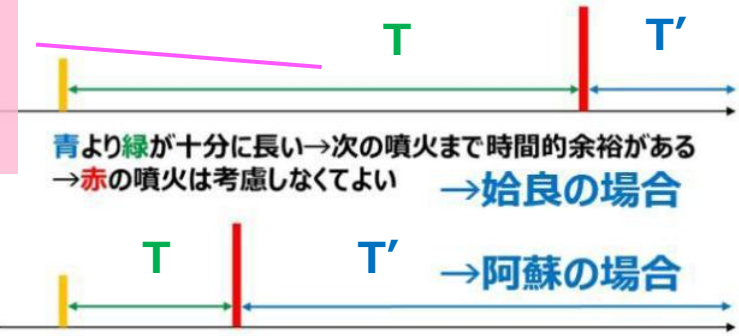 T T′
青より緑が十分に長い→次の噴火まで時間的余裕がある
→赤の噴火は考慮しなくてよい
→姶良の場合
T T′
→阿蘇の場合